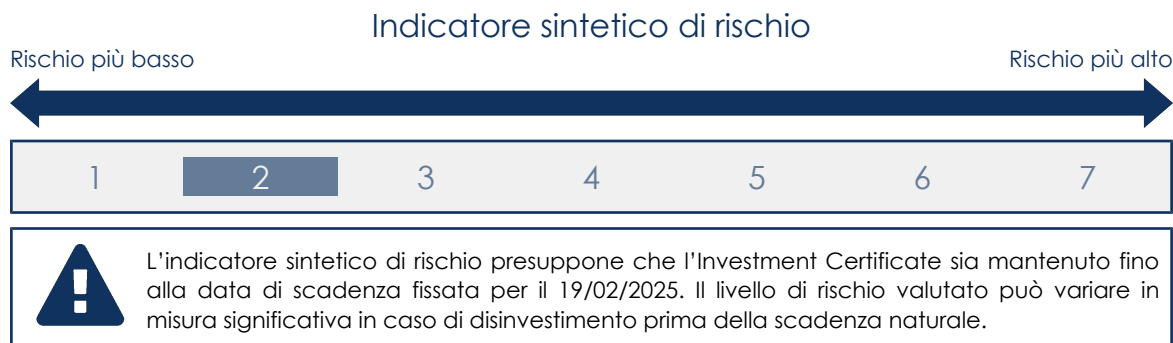 Indicatore sintetico di rischio
Rischio più basso
Rischio più alto
1 2 3 4 5 6 7
L’indicatore sintetico di rischio presuppone che l’Investment Certificate sia mantenuto fino
alla data di scadenza fissata per il 19/02/2025. Il livello di rischio valutato può variare in
misura significativa in caso di disinvestimento prima della scadenza naturale.